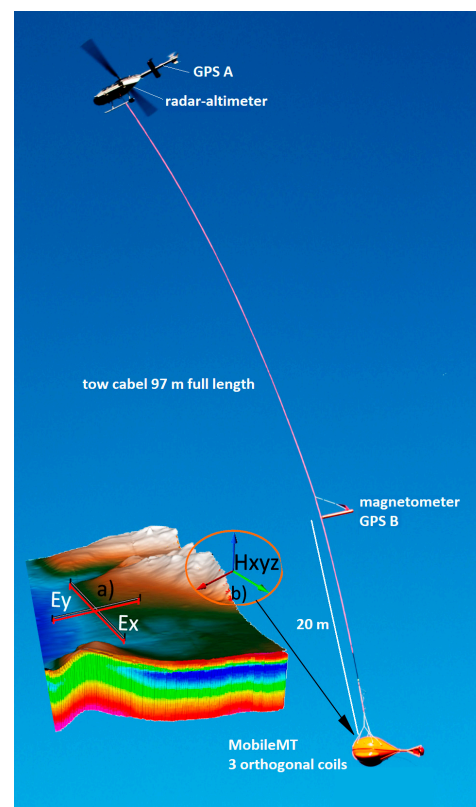 GPS A
radar-altimeter
tow cabel 97 m full length
magnetometer
GPS B
Hxyz
a)
b)
Ey
Ex
20 m
MobileMT
3 orthogonal coils